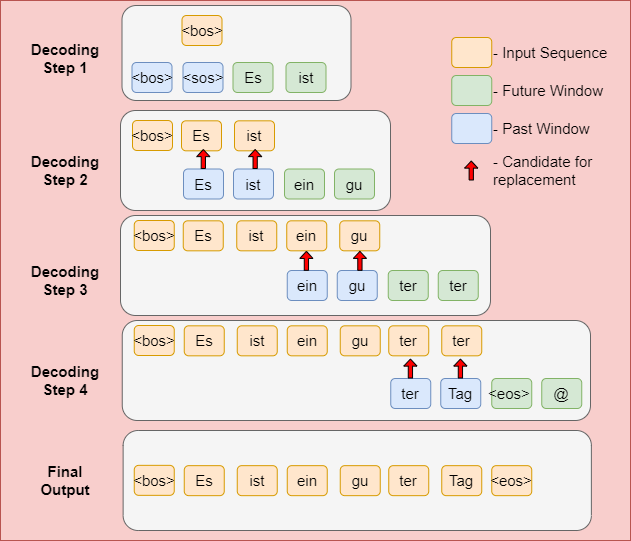 Decoding
Step 1
<bos>
<bos> <sos> Es ist
- Input Sequence
- Future Window
- Past Window
- Candidate for
replacement
Decoding
Step 2
<bos> Es ist
Es ist ein gu
Decoding
Step 3
<bos> Es ist ein gu
ein gu ter ter
Decoding
Step 4
<bos> Es ist ein gu ter ter
ter Tag <eos> @
Final
Output
<bos> Es ist ein gu ter Tag <eos>